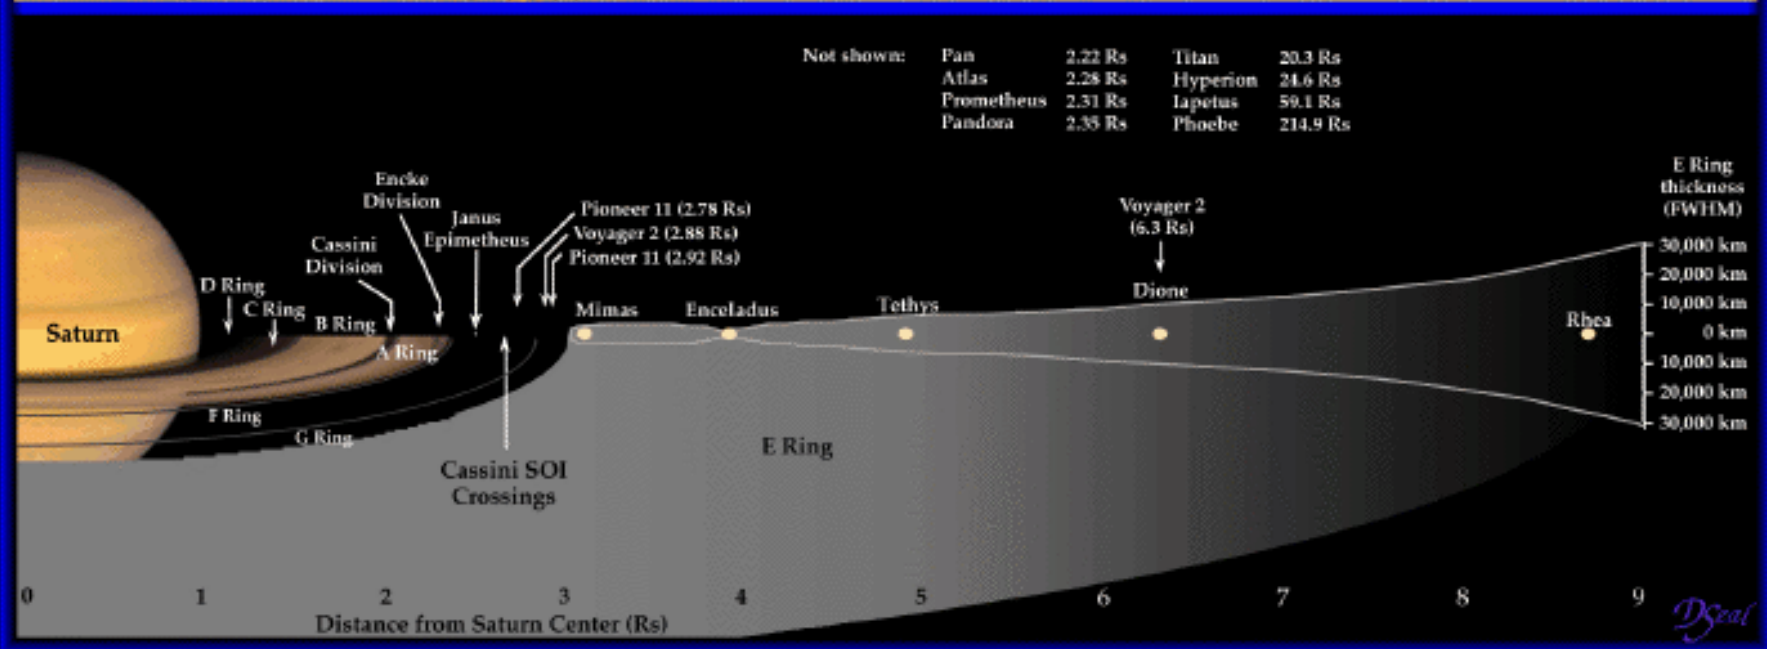 Not shown: Pan 2.22 Rs Titan 20.3 Rs
Atlas 2.28 Rs Hyperion 24.6 Rs
Prometheus 2.31 Rs Iapetus 59.1 Rs
Pandora 2.35 Rs Phoebe 214.9 Rs
E Ring
thickness
(FWHM)
Encke
Division
Janus
Epimetheus
Pioneer 11 (2.78 Rs)
Voyager 2 (2.88 Rs)
Pioneer 11 (2.92 Rs)
Voyager 2
(6.3 Rs)
Cassini
Division
D Ring
C Ring
B Ring
A Ring
Saturn
Mimas
Enceladus
Tethys
Dione
Rhea
30,000 km
20,000 km
10,000 km
0 km
10,000 km
20,000 km
30,000 km
F Ring
G Ring
E Ring
Cassini SOI
Crossings
0 1 2 3 4 5 6 7 8 9
Distance from Saturn Center (Rs)
DSeal